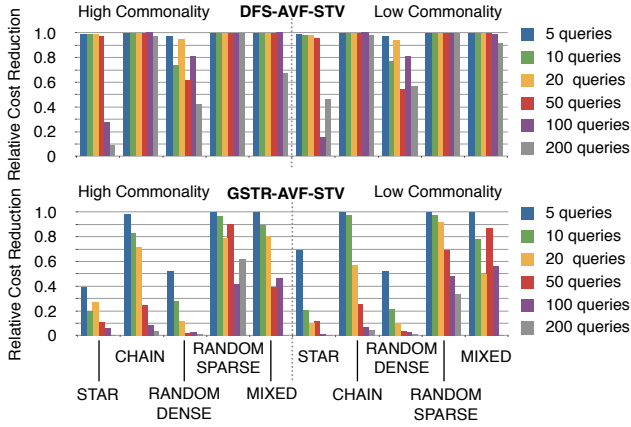 High Commonality DFS-AVF-STV Low Commonality
Relative Cost Reduction
1.0
0.8
0.6
0.4
0.2
0
5 queries
10 queries
20 queries
50 queries
100 queries
200 queries
High Commonality GSTR-AVF-STV Low Commonality
Relative Cost Reduction
1.0
0.8
0.6
0.4
0.2
0
5 queries
10 queries
20 queries
50 queries
100 queries
200 queries
STAR
CHAIN
RANDOM DENSE
RANDOM SPARSE
MIXED
STAR
CHAIN
RANDOM DENSE
RANDOM SPARSE
MIXED